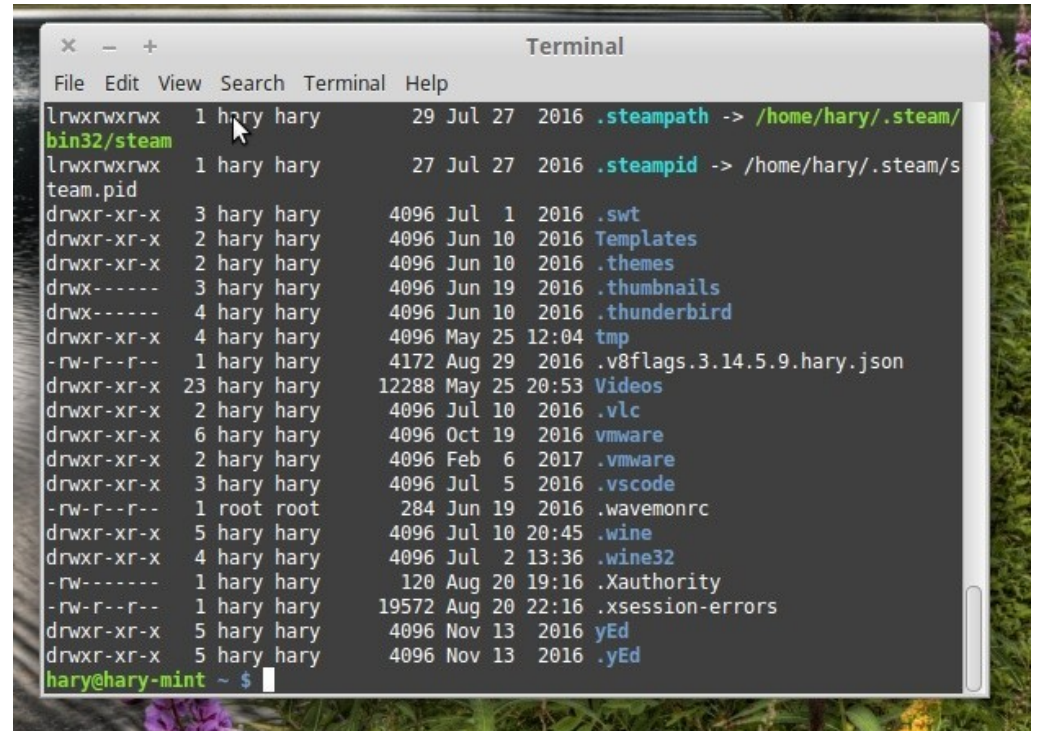 Terminal
File Edit View Search Terminal Help
lrwxrwxrwx   1 hary hary      29 Jul 27  2016 .steampath -> /home/hary/.steam/
bin32/steam
lrwxrwxrwx   1 hary hary      27 Jul 27  2016 .steampid -> /home/hary/.steam/s
team.pid
drwxr-xr-x   3 hary hary    4096 Jul  1  2016 .swt
drwxr-xr-x   2 hary hary    4096 Jun 10  2016 Templates
drwxr-xr-x   2 hary hary    4096 Jun 10  2016 .themes
drwx------   3 hary hary    4096 Jun 19  2016 .thumbnails
drwx------   4 hary hary    4096 Jun 10  2016 .thunderbird
drwxr-xr-x   4 hary hary    4096 May 25 12:04 tmp
-rw-r--r--   1 hary hary    4172 Aug 29  2016 .v8flags.3.14.5.9.hary.json
drwxr-xr-x  23 hary hary   12288 May 25 20:53 Videos
drwxr-xr-x   2 hary hary    4096 Jul 10  2016 .vlc
drwxr-xr-x   6 hary hary    4096 Oct 19  2016 vmware
drwxr-xr-x   2 hary hary    4096 Feb  6  2017 .vmware
drwxr-xr-x   3 hary hary    4096 Jul  5  2016 .vscode
-rw-r--r--   1 root root     284 Jun 19  2016 .wavemonrc
drwxr-xr-x   5 hary hary    4096 Jul 10 20:45 .wine
drwxr-xr-x   4 hary hary    4096 Jul  2 13:36 .wine32
-rw-------   1 hary hary     120 Aug 20 19:16 .Xauthority
-rw-r--r--   1 hary hary   19572 Aug 20 22:16 .xsession-errors
drwxr-xr-x   5 hary hary    4096 Nov 13  2016 yEd
drwxr-xr-x   5 hary hary    4096 Nov 13  2016 .yEd
hary@hary-mint ~ $